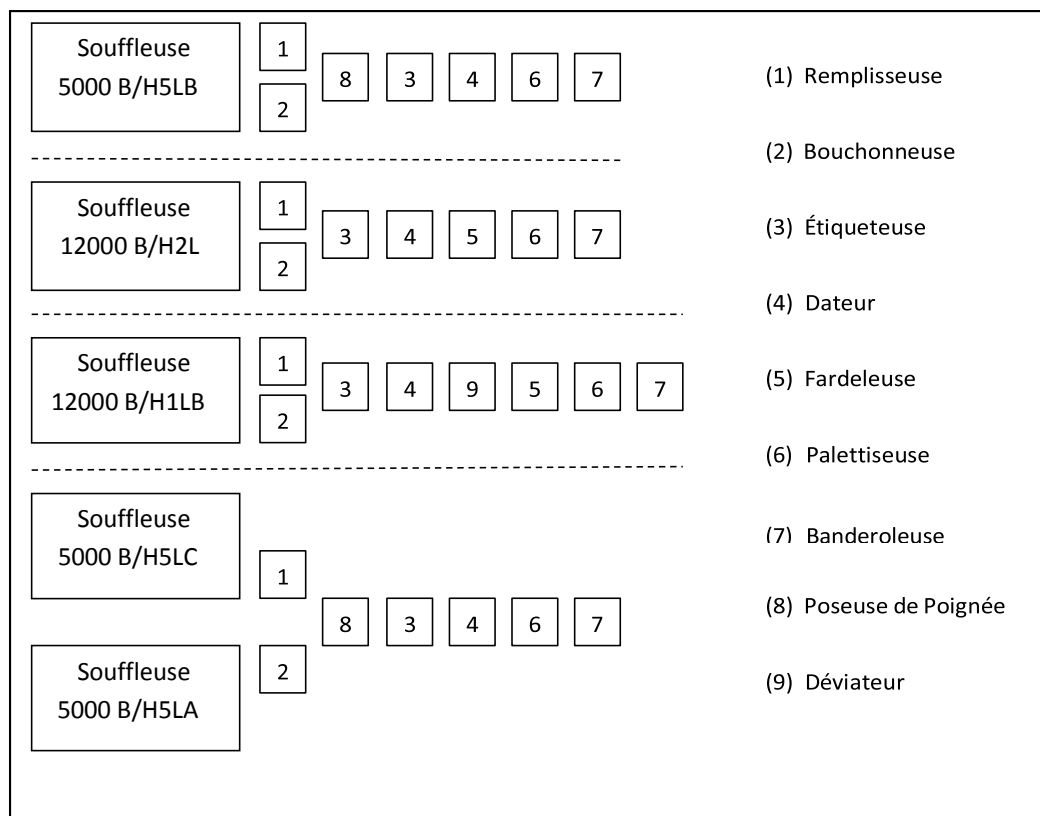 Souffleuse
5000 B/H5LB
1
2
8 3 4 6 7
Souffleuse
12000 B/H2L
1
2
3 4 5 6 7
Souffleuse
12000 B/H1LB
1
2
3 4 9 5 6 7
Souffleuse
5000 B/H5LC
1
2
8 3 4 6 7
Souffleuse
5000 B/H5LA
(1) Remplisseuse
(2) Bouchonneuse
(3) Étiqueteuse
(4) Dateur
(5) Fardeleuse
(6) Palettiseuse
(7) Banderoleuse
(8) Poseuse de Poignée
(9) Déviateur